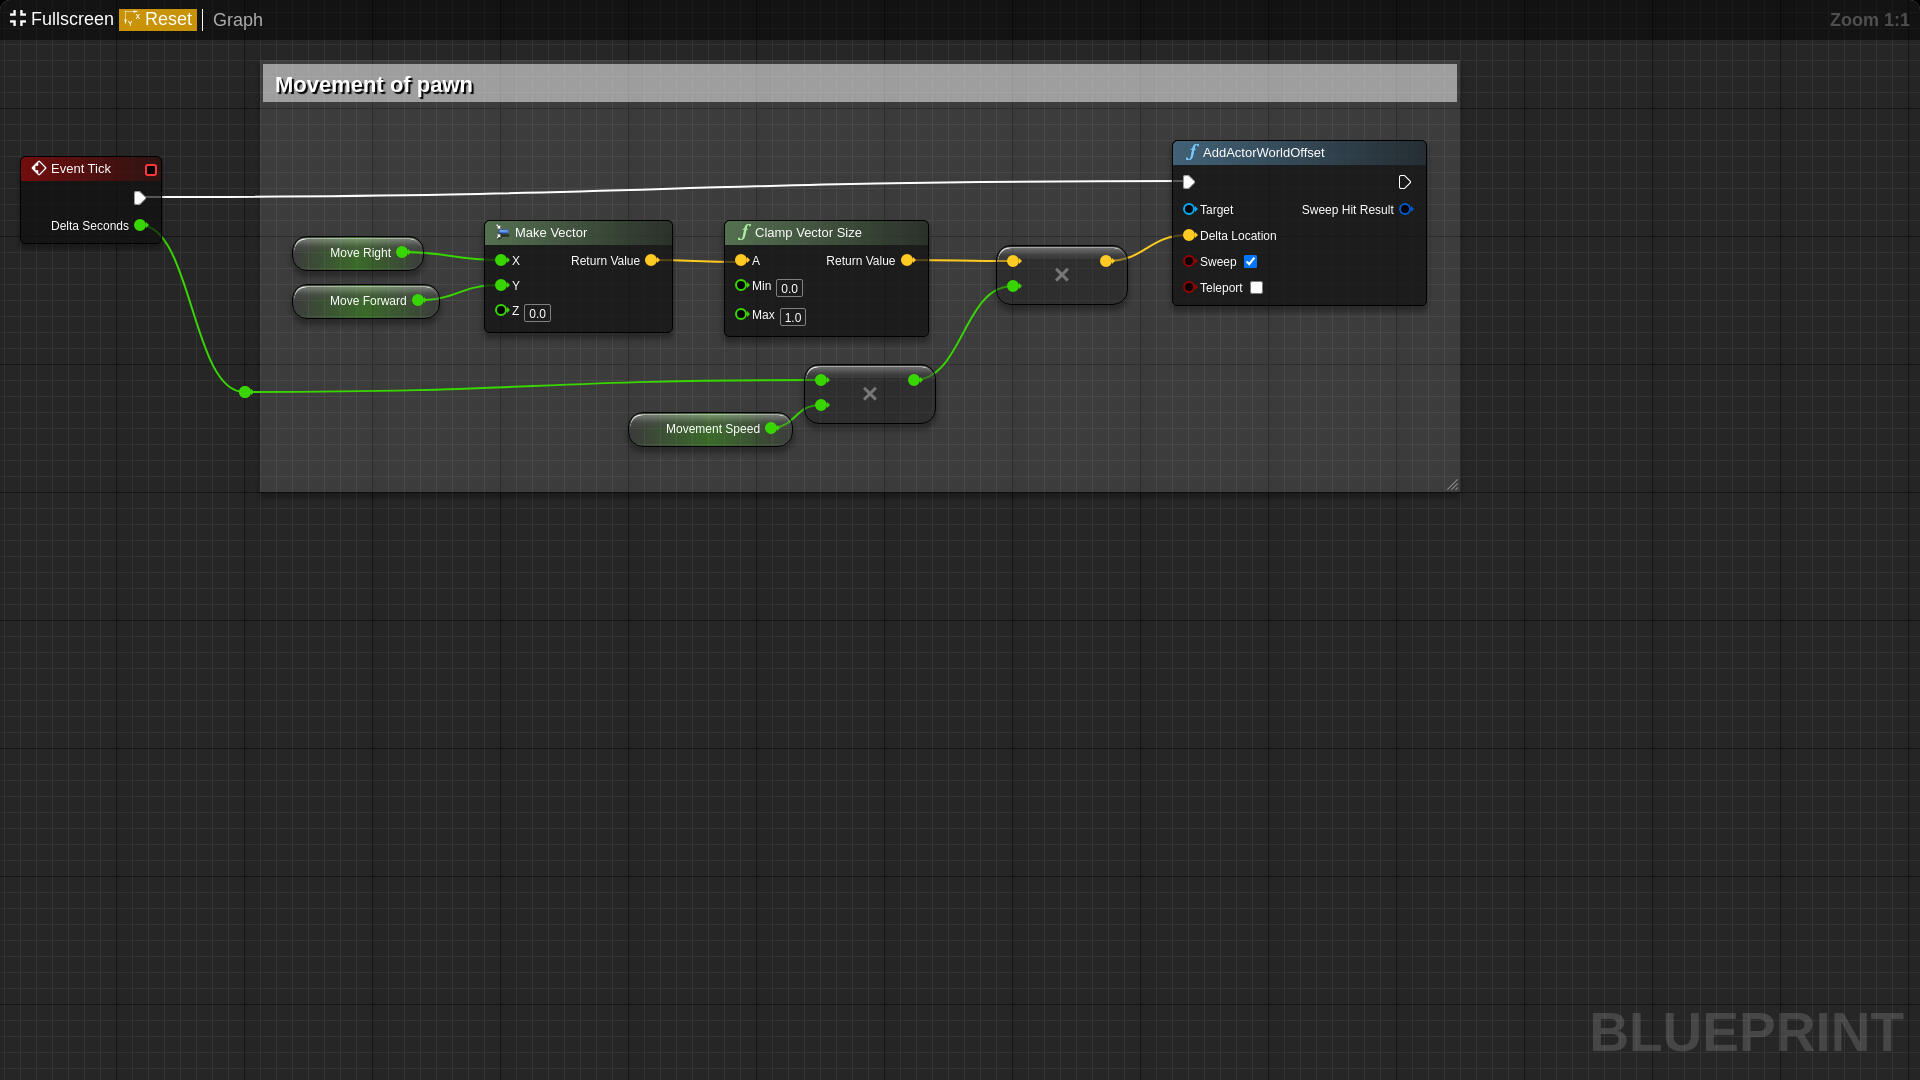 Fullscreen Reset Graph Zoom 1:1
Movement of pawn
Event Tick
Delta Seconds
Move Right
Move Forward
Make Vector
X Return Value
Y
Z 0.0
Clamp Vector Size
A Return Value
Min 0.0
Max 1.0
Movement Speed
AddActorWorldOffset
Target Sweep Hit Result
Delta Location
Sweep
Teleport
BLUEPRINT